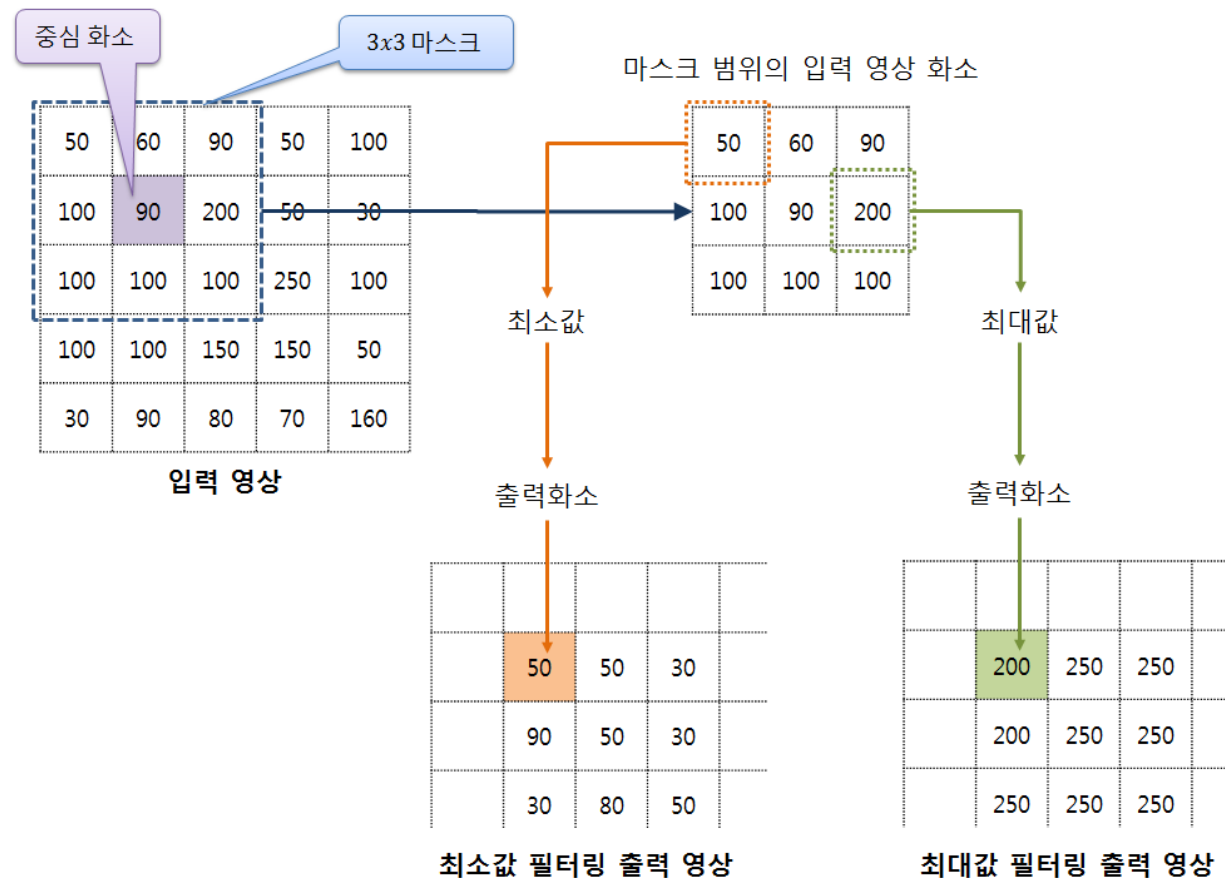 중심 화소
3x3 마스크
마스크 범위의 입력 영상 화소
50 60 90 50 100
100 90 200 50 30
100 100 100 250 100
100 100 150 150 50
30 90 80 70 160
입력 영상
50 60 90
100 90 200
100 100 100
최소값
최대값
출력화소
출력화소
50 50 30
90 50 30
30 80 50
최소값 필터링 출력 영상
200 250 250
200 250 250
250 250 250
최대값 필터링 출력 영상